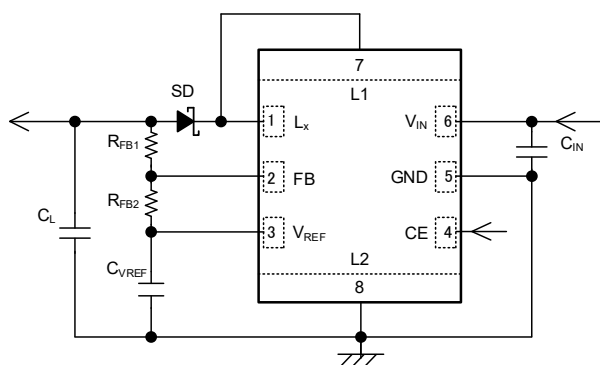 7
SD
L1
1 Lx
VIN 6
RFB1
CIN
2 FB
GND 5
RFB2
CL
3 VREF
CE 4
CVREF
L2
8